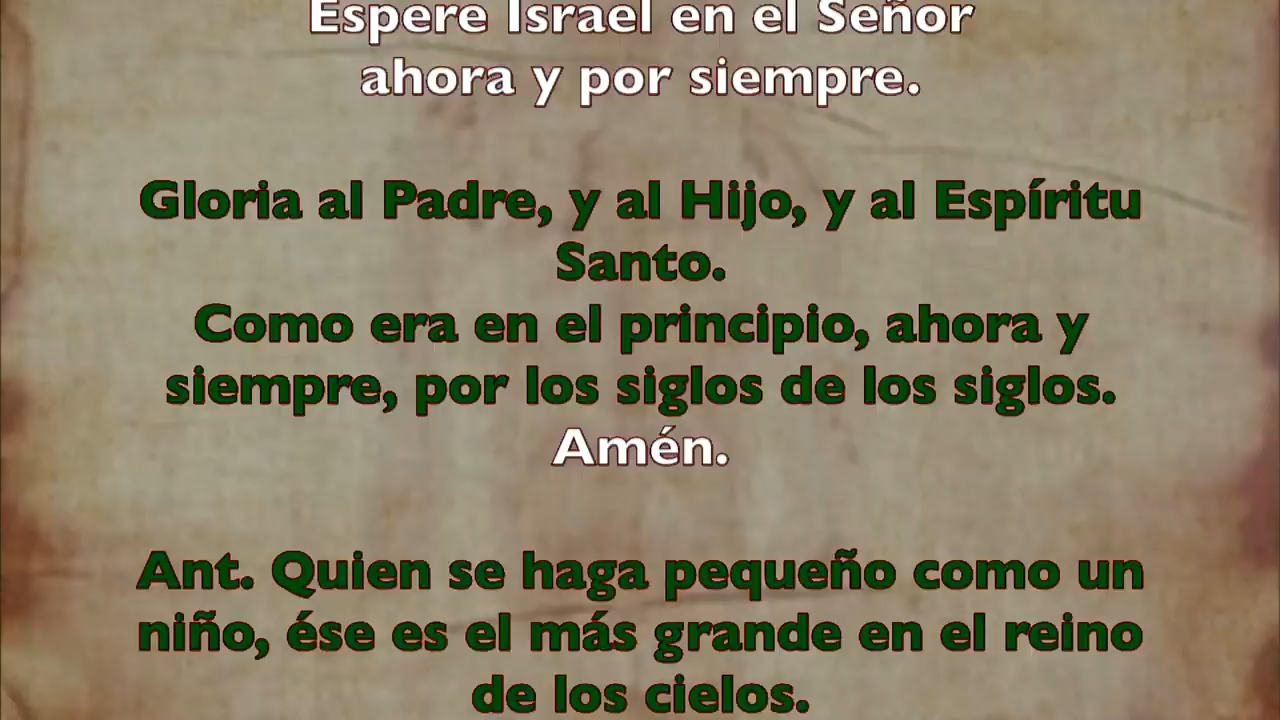 Espere Israel en el Señor
ahora y por siempre.
Gloria al Padre, y al Hijo, y al Espíritu
Santo.
Como era en el principio, ahora y
siempre, por los siglos de los siglos.
Amén.
Ant. Quien se haga pequeño como un
niño, ése es el más grande en el reino
de los cielos.